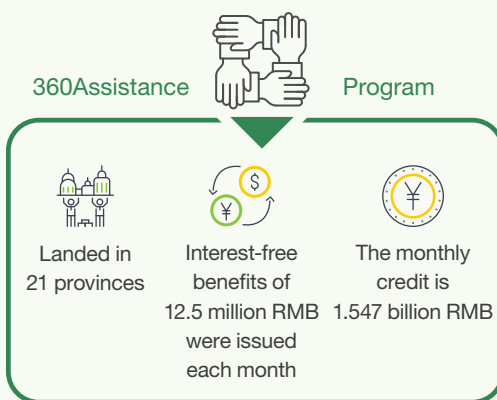 360Assistance Program
Landed in
21 provinces
Interest-free
benefits of
12.5 million RMB
were issued
each month
The monthly
credit is
1.547 billion RMB